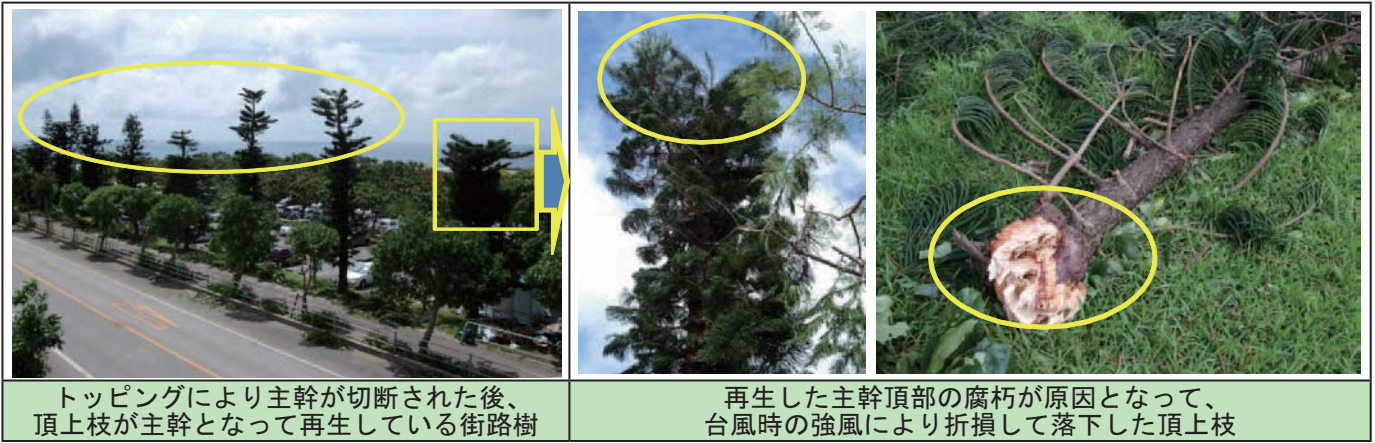 トッピングにより主幹が切断された後、
頂上枝が主幹となって再生している街路樹
再生した主幹頂部の腐朽が原因となって、
台風時の強風により折損して落下した頂上枝